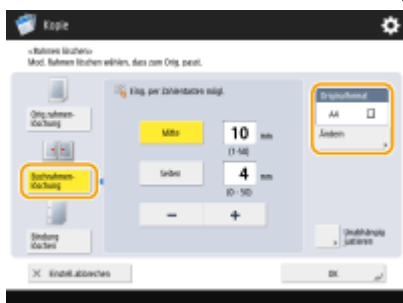 Kopie
<Rahmen löschen>
Mod. Rahmen löschen wählen, dass zum Orig. passt.
Orig.rahmen-
löschung
Buchrahmen-
löschung
Bindung
löschen
Eing. per Zahlentasten mögl.
Mitte
10 mm
(1-50)
Seiten
4 mm
(0 - 50)
−
+
Originalformat
A4
Ändern
Unabhängig
justieren
× Einstell. abbrechen
OK